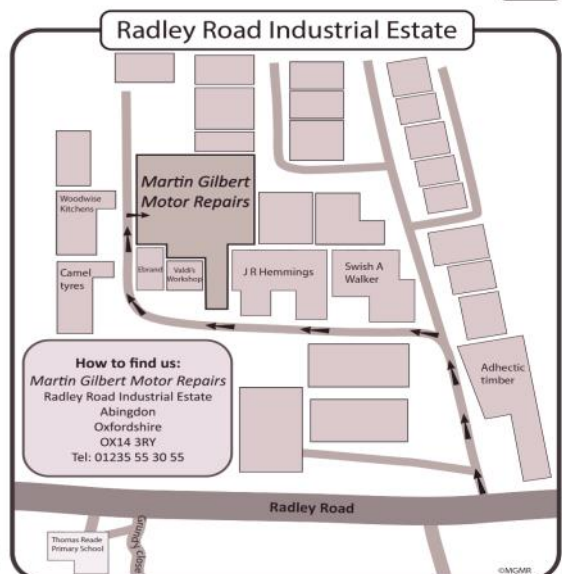 Radley Road Industrial Estate
Martin Gilbert
Motor Repairs
Woodwise
Kitchens
Ebrand
Valdi's
Workshop
Camel
tyres
J R Hemmings
Swish A
Walker
Adhectic
timber
How to find us:
Martin Gilbert Motor Repairs
Radley Road Industrial Estate
Abingdon
Oxfordshire
OX14 3RY
Tel: 01235 55 30 55
Radley Road
Thomas Reade
Primary School
Grundy Close
©MGMR